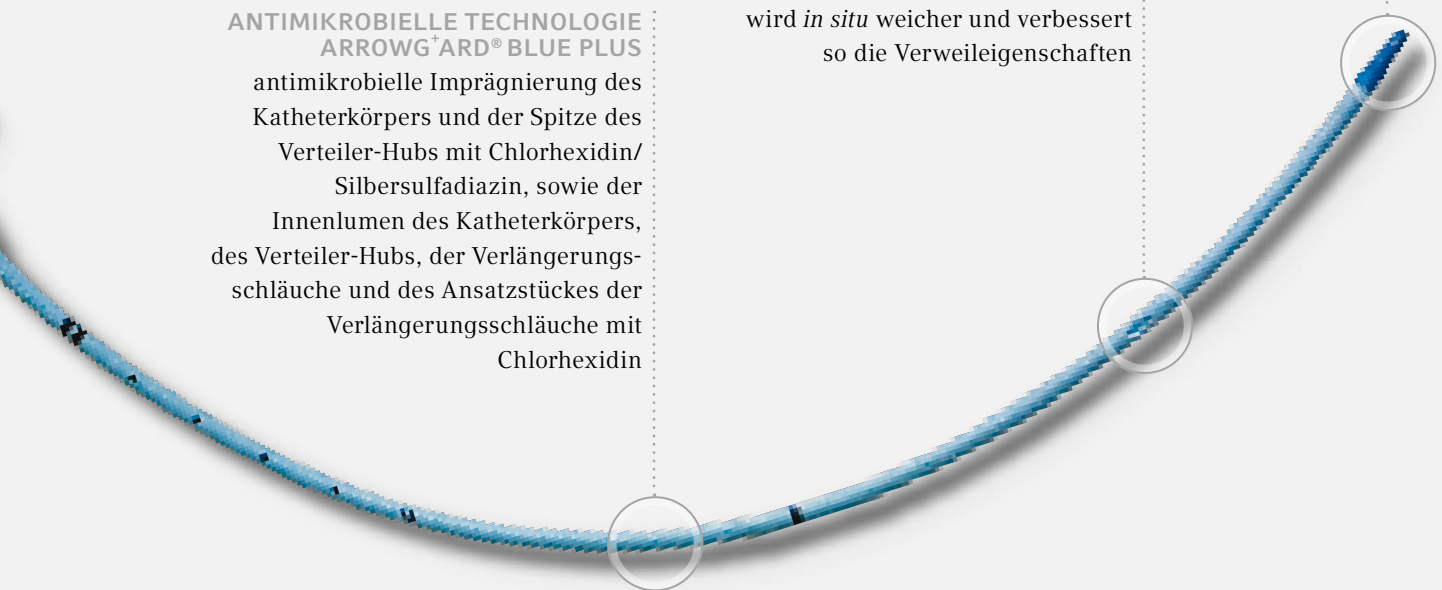 ANTIMIKROBIELLE TECHNOLOGIE
ARROWG⁺ARD® BLUE PLUS
antimikrobielle Imprägnierung des
Katheterkörpers und der Spitze des
Verteiler-Hubs mit Chlorhexidin/
Silbersulfadiazin, sowie der
Innenlumen des Katheterkörpers,
des Verteiler-Hubs, der Verlängerungs-
schläuche und des Ansatzstückes der
Verlängerungsschläuche mit
Chlorhexidin
wird in situ weicher und verbessert
so die Verweileigenschaften